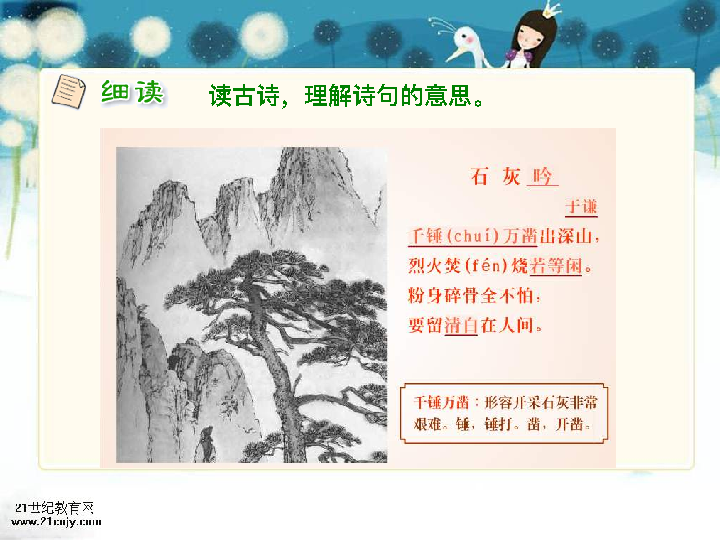 细读
读古诗，理解诗句的意思。
石 灰 吟
于谦
千锤(chuí)万凿出深山，
烈火焚(fén)烧若等闲。
粉身碎骨全不怕，
要留清白在人间。
千锤万凿：形容开采石灰非常
艰难。锤，锤打。凿，开凿。
21世纪教育网
www.21cnjy.com